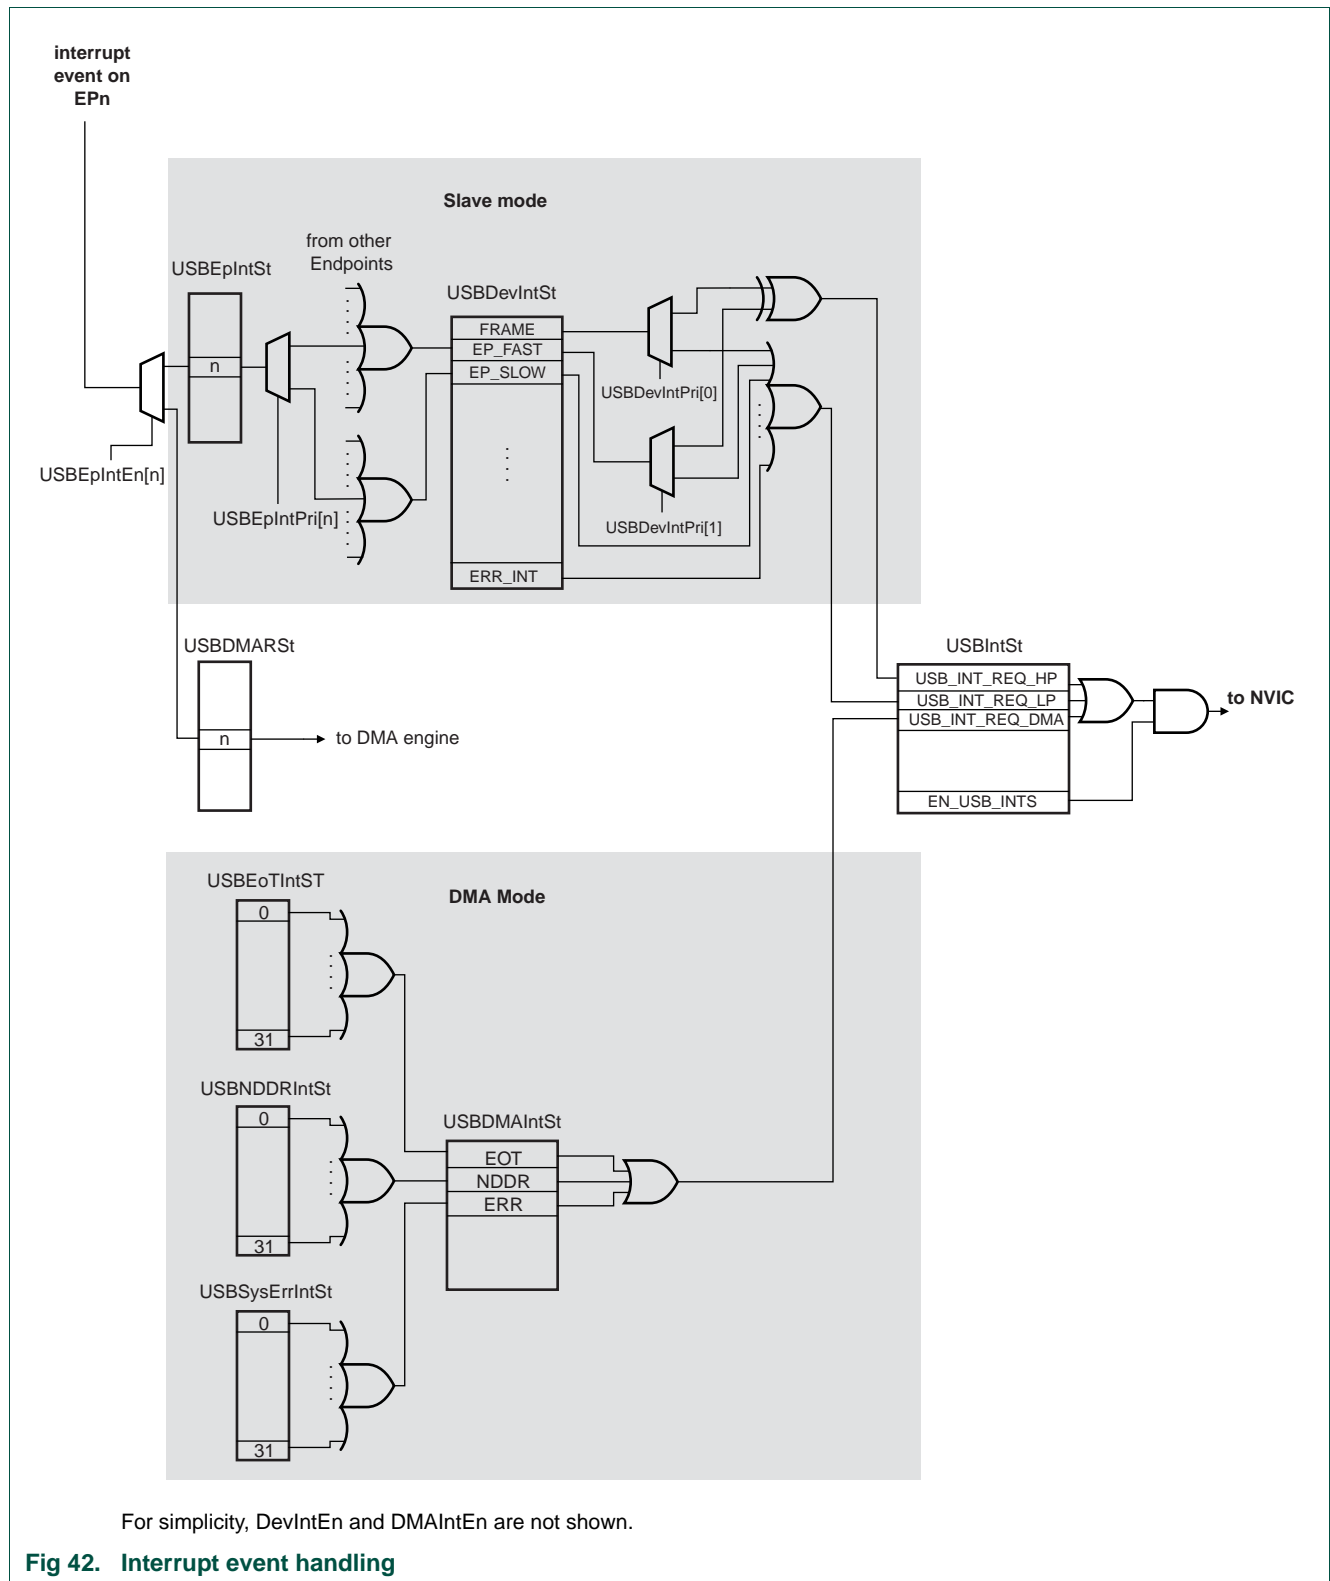 interrupt
event on
EPn
Slave mode
from other
Endpoints
USBEpIntSt
USBDevIntSt
FRAME
EP_FAST
EP_SLOW
n
USBDevIntPri[0]
USBEpIntEn[n]
USBEpIntPri[n]
USBDevIntPri[1]
ERR_INT
USBDMARSt
USBIntSt
USB_INT_REQ_HP
USB_INT_REQ_LP
USB_INT_REQ_DMA
to NVIC
n
to DMA engine
EN_USB_INTS
USBEoTIntST
DMA Mode
0
31
USBNDDRIntSt
0
USBDMAIntSt
EOT
NDDR
ERR
31
USBSysErrIntSt
0
31
For simplicity, DevIntEn and DMAIntEn are not shown.
Fig 42. Interrupt event handling